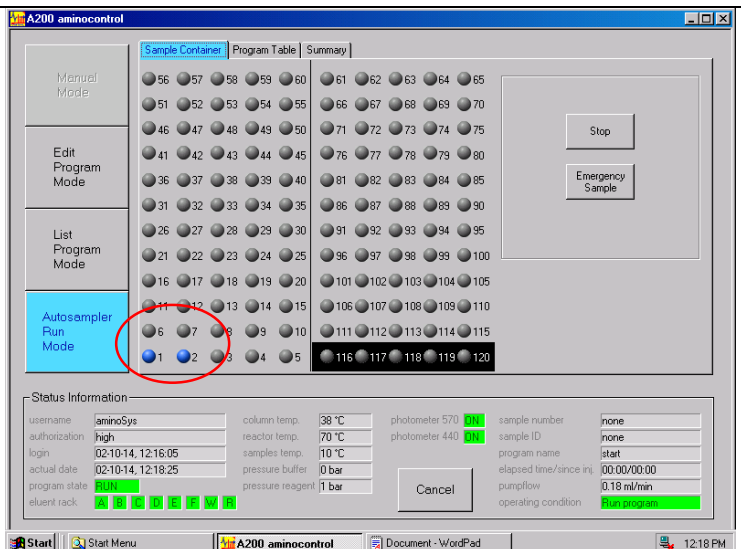 A200 aminocontrol
Manual
Mode
Edit
Program
Mode
List
Program
Mode
Autosampler
Run
Mode
Sample Container Program Table Summary
56 57 58 59 60 61 62 63 64 65
51 52 53 54 55 66 67 68 69 70
46 47 48 49 50 71 72 73 74 75
41 42 43 44 45 76 77 78 79 80
36 37 38 39 40 81 82 83 84 85
31 32 33 34 35 86 87 88 89 90
26 27 28 29 30 91 92 93 94 95
21 22 23 24 25 96 97 98 99 100
16 17 18 19 20 101 102 103 104 105
11 12 13 14 15 106 107 108 109 110
6 7 8 9 10 111 112 113 114 115
1 2 3 4 5 116 117 118 119 120
Stop
Emergency
Sample
Status Information
username aminoSys column temp. 38 °C photometer 570 ON sample number none
authorization high reactor temp. 70 °C photometer 440 ON sample ID none
login 02-10-14, 12:16:05 samples temp. 10 °C program name start
actual date 02-10-14, 12:18:25 pressure buffer 0 bar elapsed time/since inj. 00:00/00:00
program state RUN pressure reagent 1 bar Cancel pumpflow 0.18 ml/min
eluent rack A B C D E F W R operating condition Run program
Start Start Menu A200 aminocontrol Document - WordPad 12:18 PM